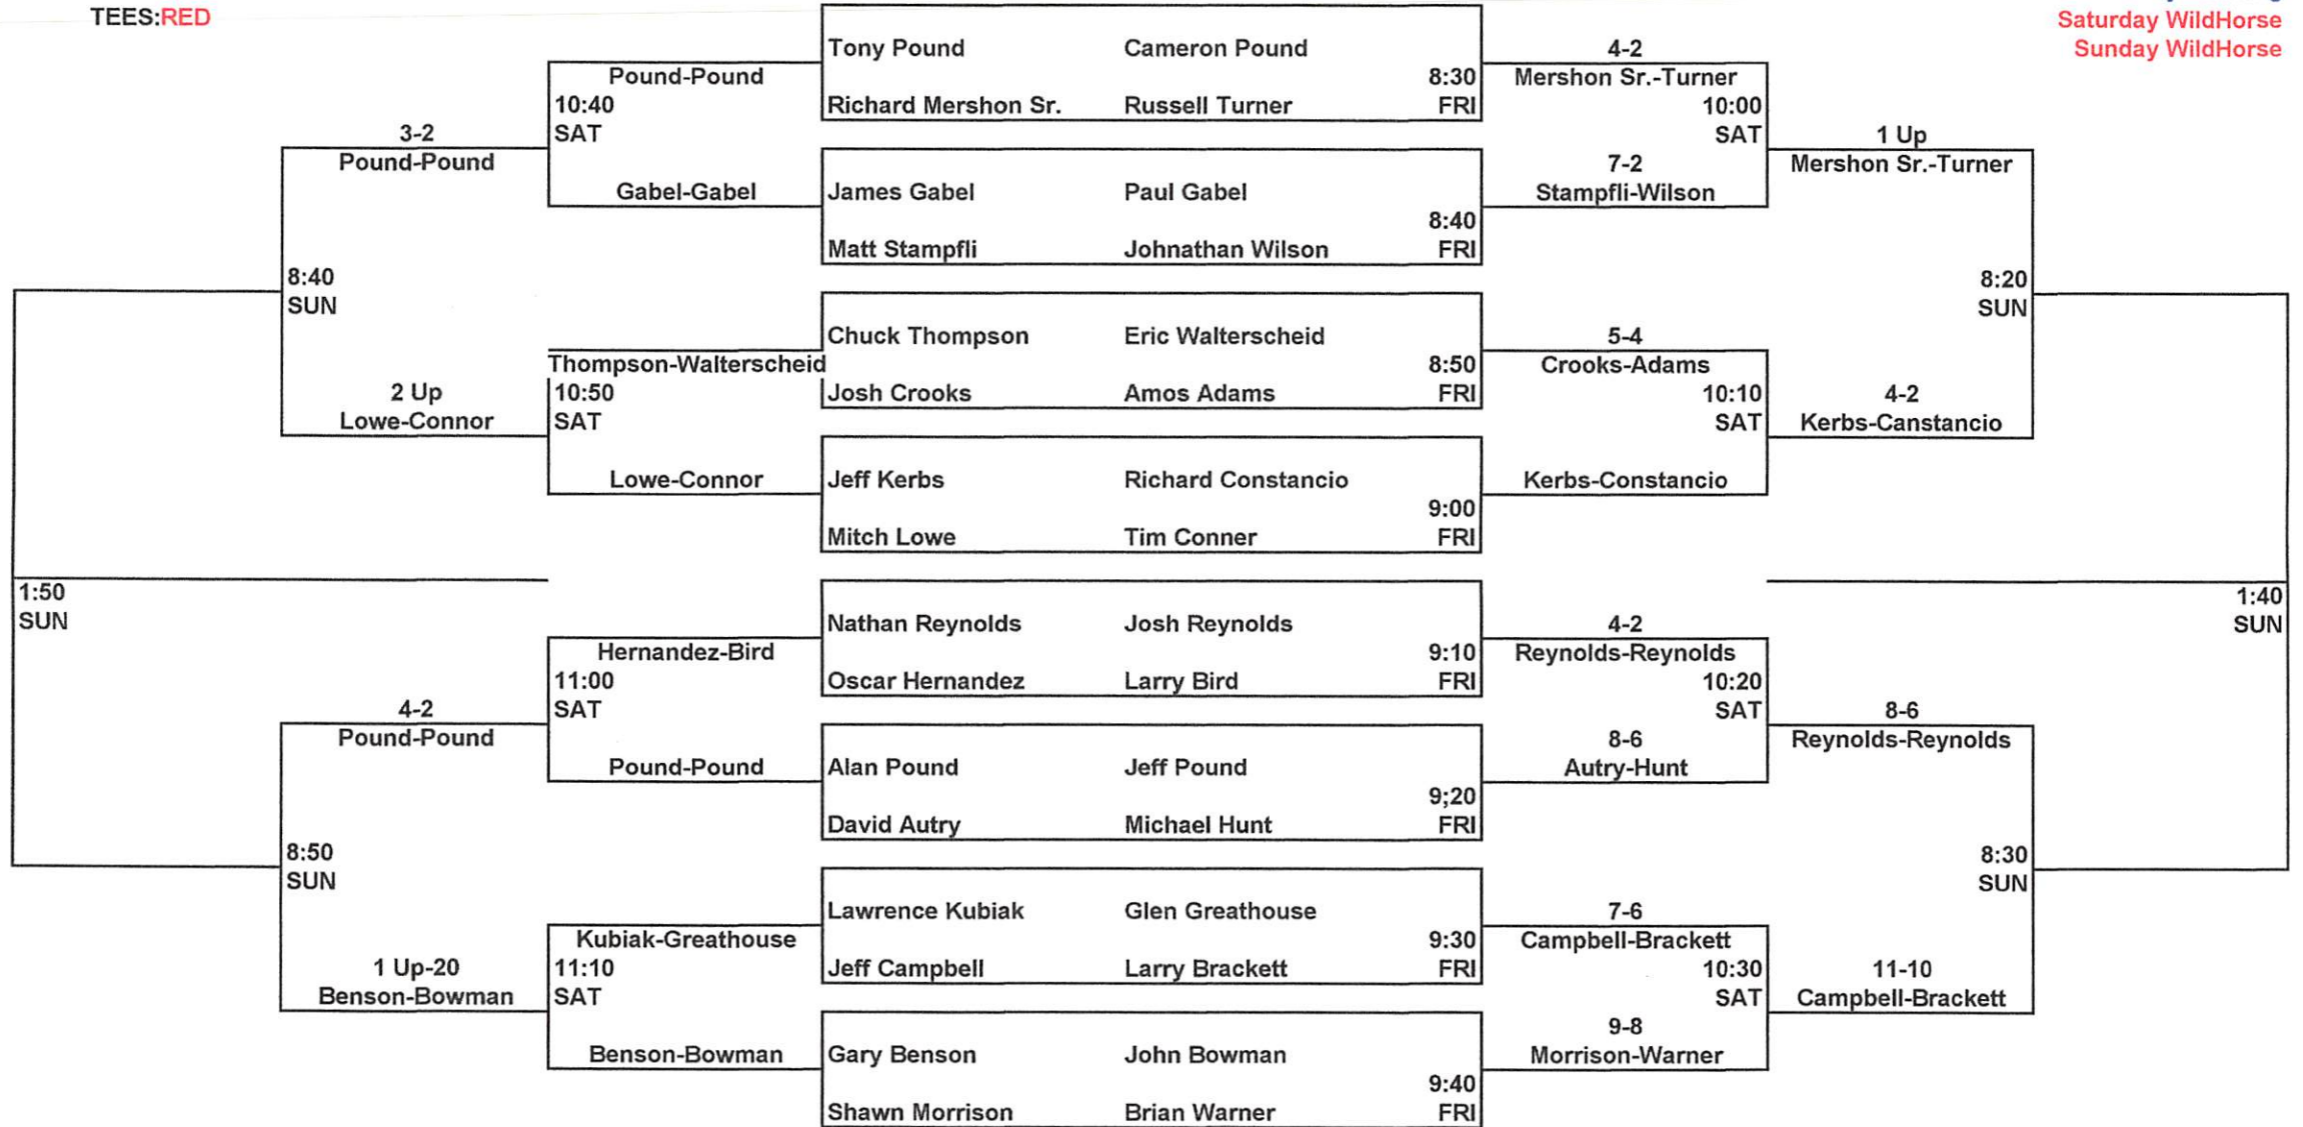 TEES:RED
Saturday WildHorse
Sunday WildHorse
Tony Pound Cameron Pound
8:30
Richard Mershon Sr. Russell Turner FRI
James Gabel Paul Gabel
8:40
Matt Stampfli Johnathan Wilson FRI
Chuck Thompson Eric Walterscheid
8:50
Josh Crooks Amos Adams FRI
Jeff Kerbs Richard Constancio
9:00
Mitch Lowe Tim Conner FRI
Nathan Reynolds Josh Reynolds
9:10
Oscar Hernandez Larry Bird FRI
Alan Pound Jeff Pound
9;20
David Autry Michael Hunt FRI
Lawrence Kubiak Glen Greathouse
9:30
Jeff Campbell Larry Brackett FRI
Gary Benson John Bowman
9:40
Shawn Morrison Brian Warner FRI
Pound-Pound
10:40
SAT
Gabel-Gabel
Thompson-Walterscheid
10:50
SAT
Lowe-Connor
Hernandez-Bird
11:00
SAT
Pound-Pound
Kubiak-Greathouse
11:10
SAT
Benson-Bowman
3-2
Pound-Pound
8:40
SUN
2 Up
Lowe-Connor
4-2
Pound-Pound
8:50
SUN
1 Up-20
Benson-Bowman
1:50
SUN
4-2
Mershon Sr.-Turner
10:00
SAT
7-2
Stampfli-Wilson
5-4
Crooks-Adams
10:10
SAT
Kerbs-Constancio
4-2
Reynolds-Reynolds
10:20
SAT
8-6
Autry-Hunt
7-6
Campbell-Brackett
10:30
SAT
9-8
Morrison-Warner
1 Up
Mershon Sr.-Turner
8:20
SUN
4-2
Kerbs-Canstancio
8-6
Reynolds-Reynolds
8:30
SUN
11-10
Campbell-Brackett
1:40
SUN